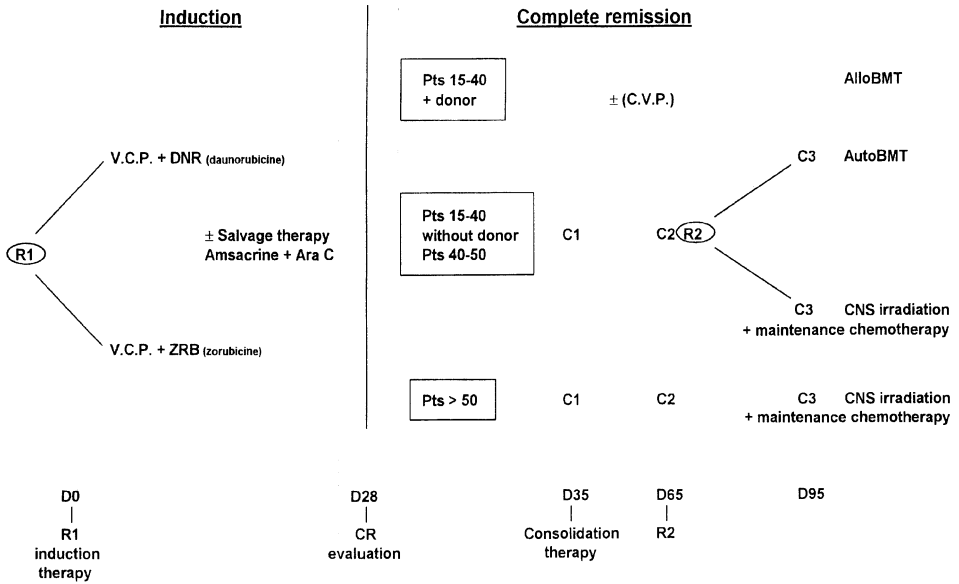 Induction
Complete remission
Pts 15-40
+ donor
± (C.V.P.)
AlloBMT
V.C.P. + DNR (daunorubicine)
C3 AutoBMT
R1
± Salvage therapy
Amsacrine + Ara C
Pts 15-40
without donor
Pts 40-50
C1
C2 R2
C3 CNS irradiation
+ maintenance chemotherapy
V.C.P. + ZRB (zorubicine)
Pts > 50
C1
C2
C3 CNS irradiation
+ maintenance chemotherapy
D0
D28
D35
D65
D95
R1
induction
therapy
CR
evaluation
Consolidation
therapy
R2